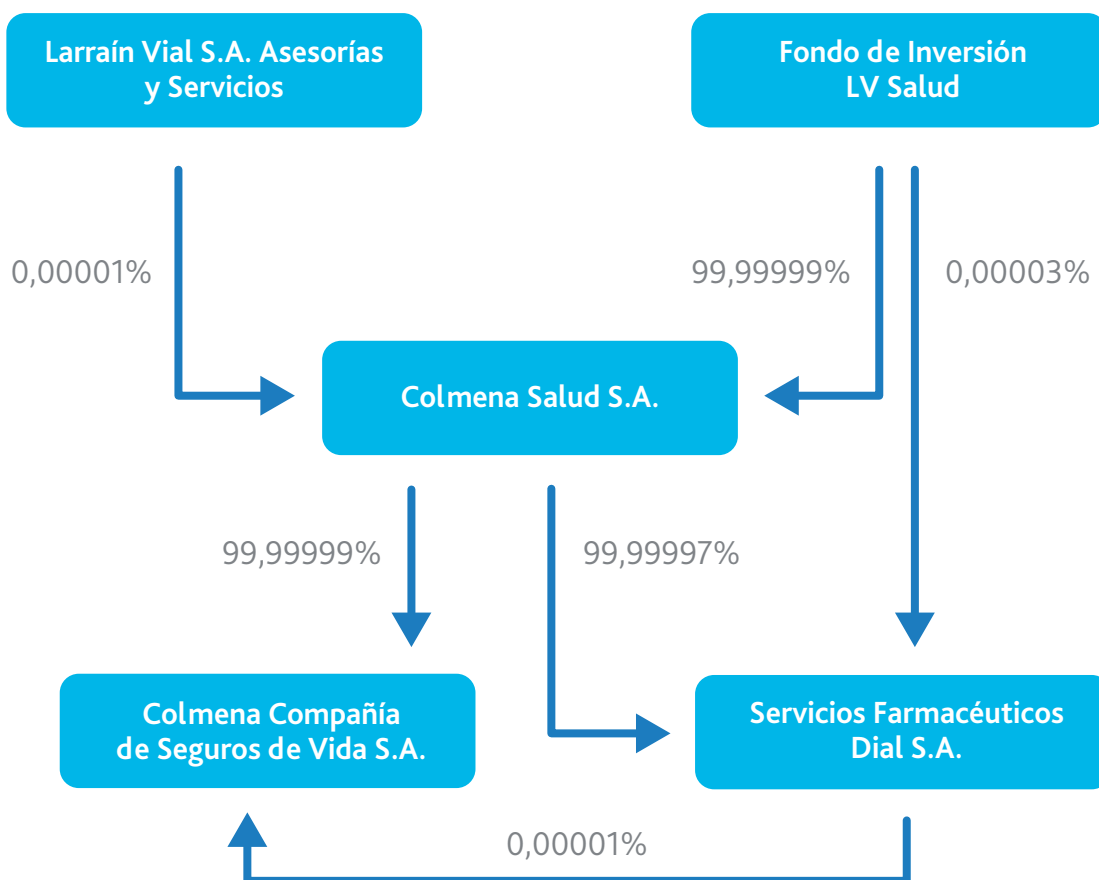 Larraín Vial S.A. Asesorías
y Servicios
Fondo de Inversión
LV Salud
0,00001%
99,99999%
0,00003%
Colmena Salud S.A.
99,99999%
99,99997%
Colmena Compañía
de Seguros de Vida S.A.
Servicios Farmacéuticos
Dial S.A.
0,00001%